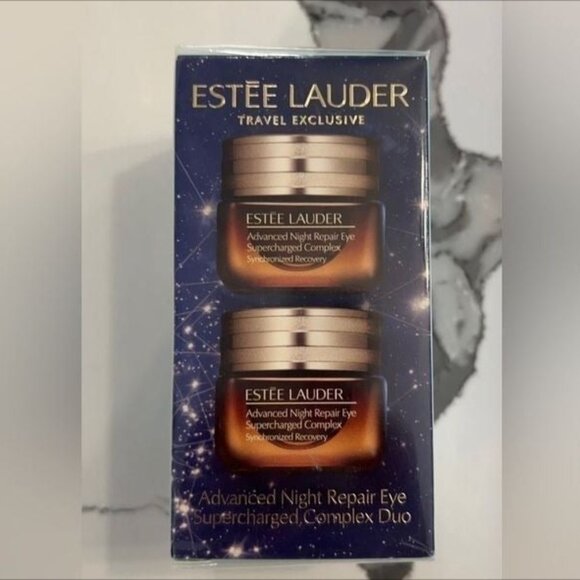 ESTĒE LAUDER
TRAVEL EXCLUSIVE
ESTĒE LAUDER
Advanced Night Repair Eye
Supercharged Complex
Synchronized Recovery
ESTĒE LAUDER
Advanced Night Repair Eye
Supercharged Complex
Synchronized Recovery
Advanced Night Repair Eye
Supercharged Complex Duo